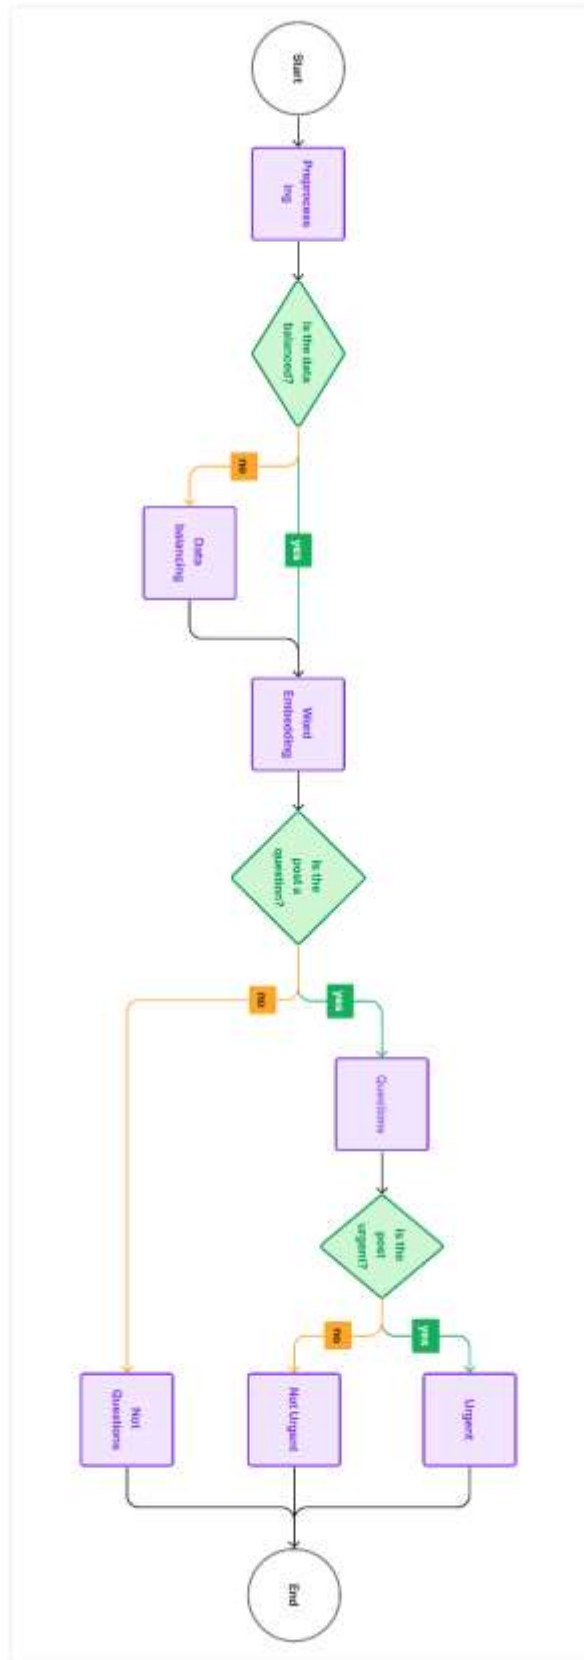 Start
Preprocess
ing
Is the data
balanced?
no
yes
Data
balancing
Word
Embedding
Is the
post a
question?
no
yes
Questions
Is the
post
urgent?
no
yes
Not
Questions
Not Urgent
Urgent
End